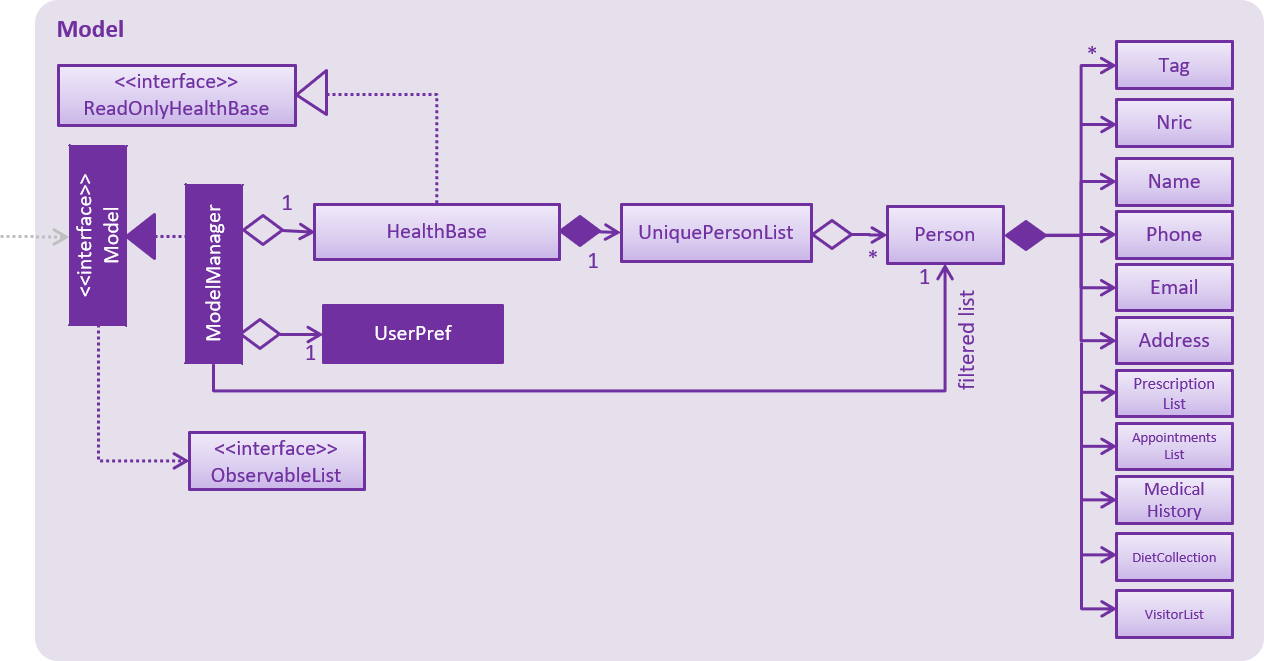 Model
<<interface>>
ReadOnlyHealthBase
<<interface>>
Model
ModelManager
1
HealthBase
1
UniquePersonList
*
Person
1
filtered list
1
UserPref
<<interface>>
ObservableList
*
Tag
Nric
Name
Phone
Email
Address
Prescription
List
Appointments
List
Medical
History
DietCollection
VisitorList